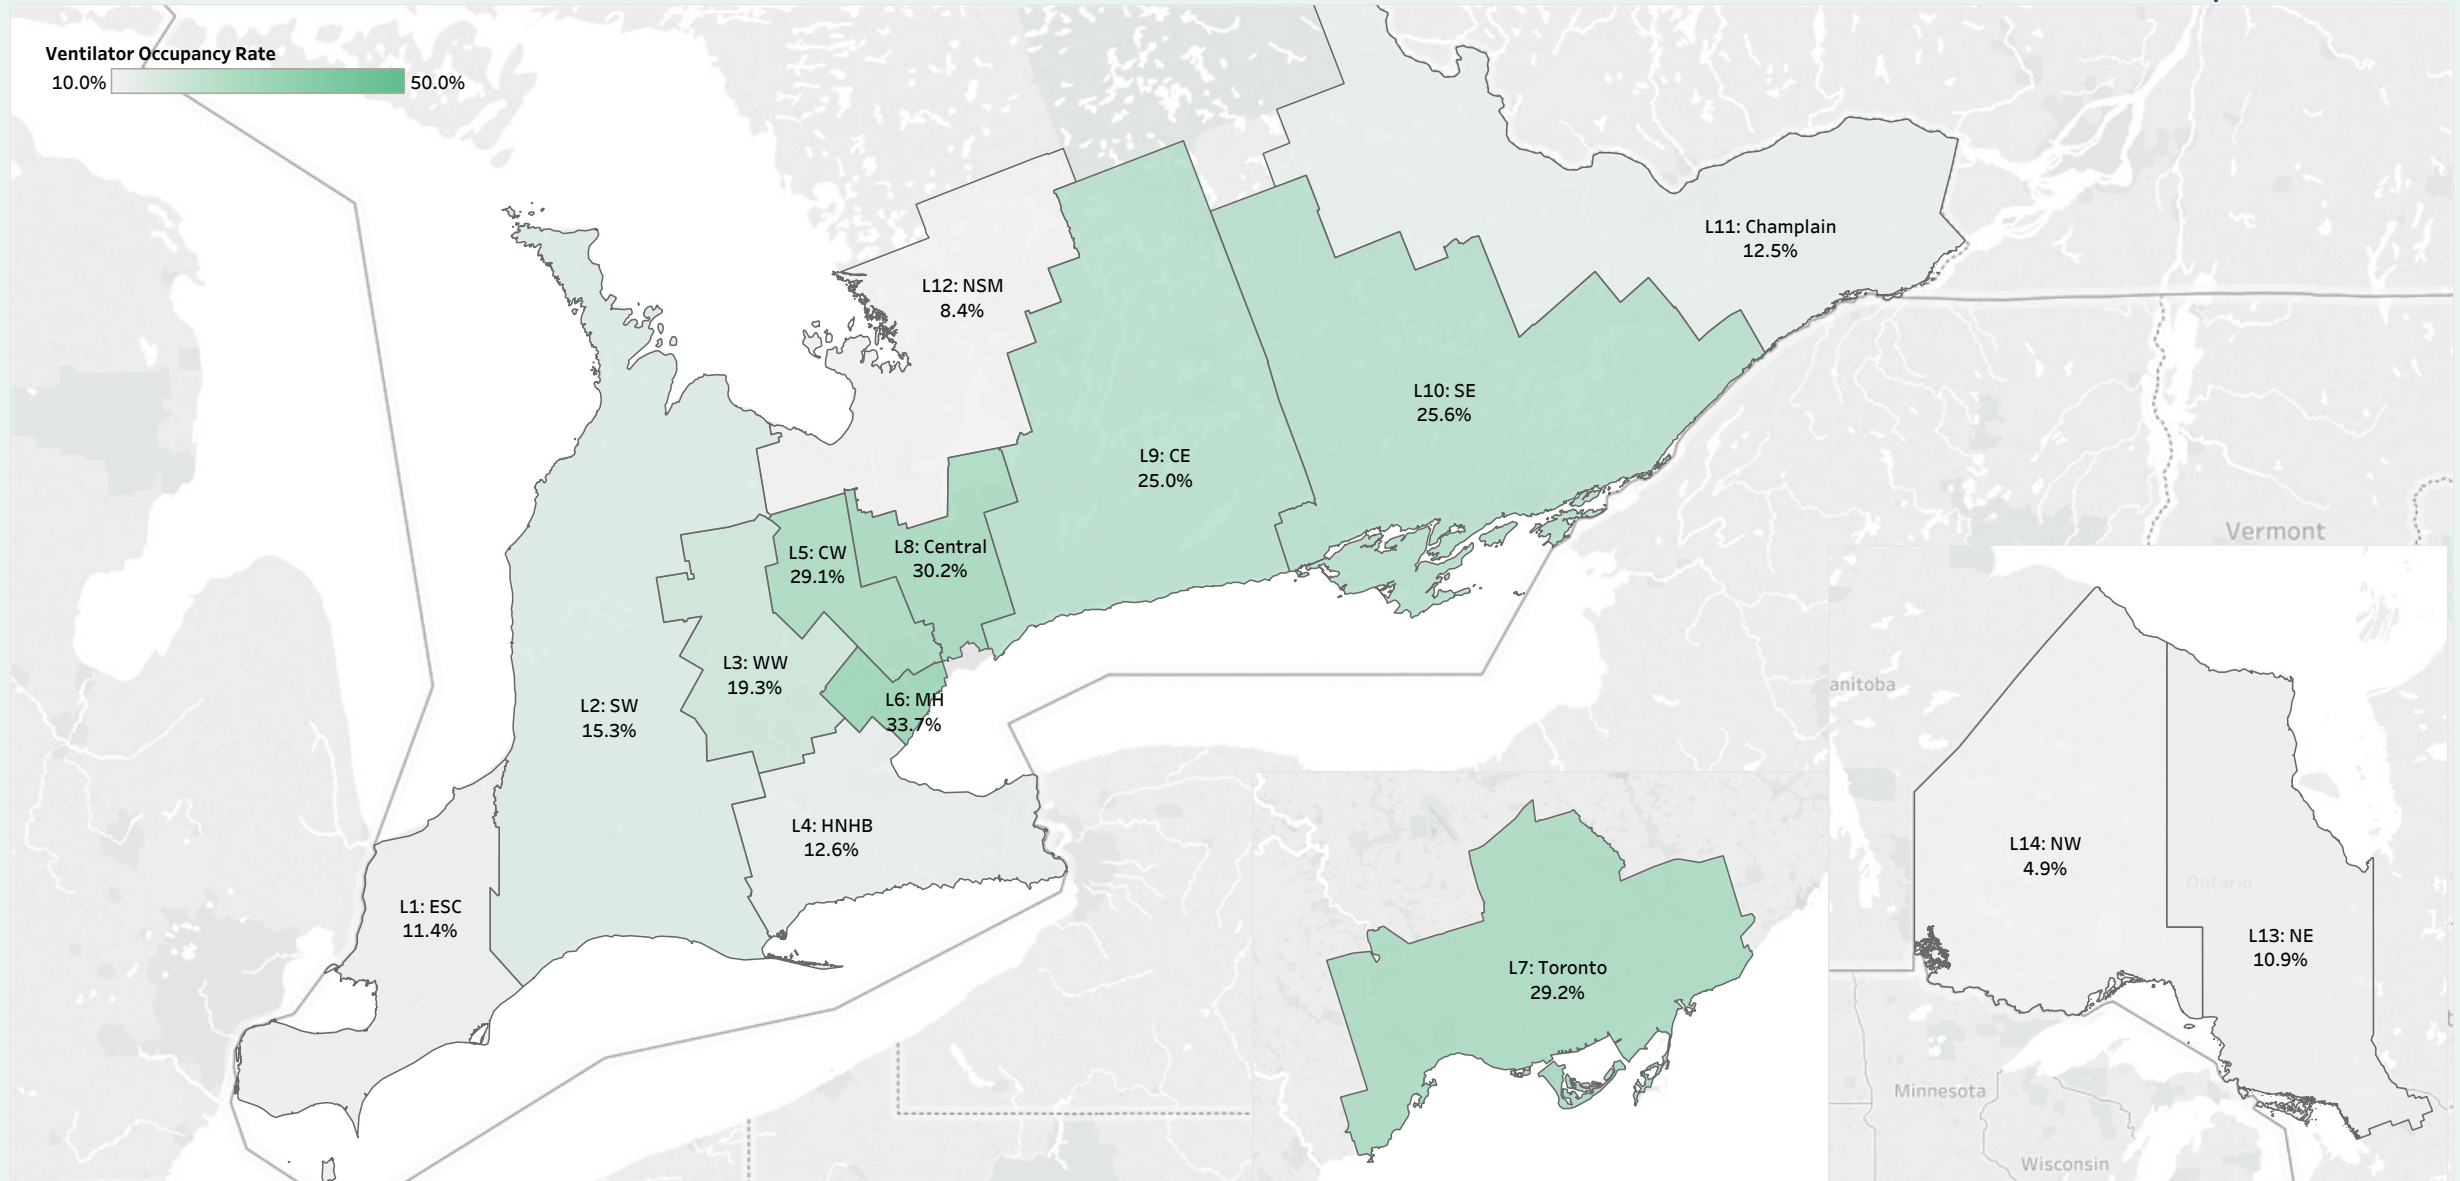 Ventilator Occupancy Rate
10.0%
50.0%
L11: Champlain
12.5%
L12: NSM
8.4%
L10: SE
25.6%
L9: CE
25.0%
L5: CW
29.1%
L8: Central
30.2%
Vermont
L3: WW
19.3%
L6: MH
33.7%
L2: SW
15.3%
anitoba
L4: HNHB
12.6%
L14: NW
4.9%
Ontario
L1: ESC
11.4%
L13: NE
10.9%
L7: Toronto
29.2%
Minnesota
Wisconsin